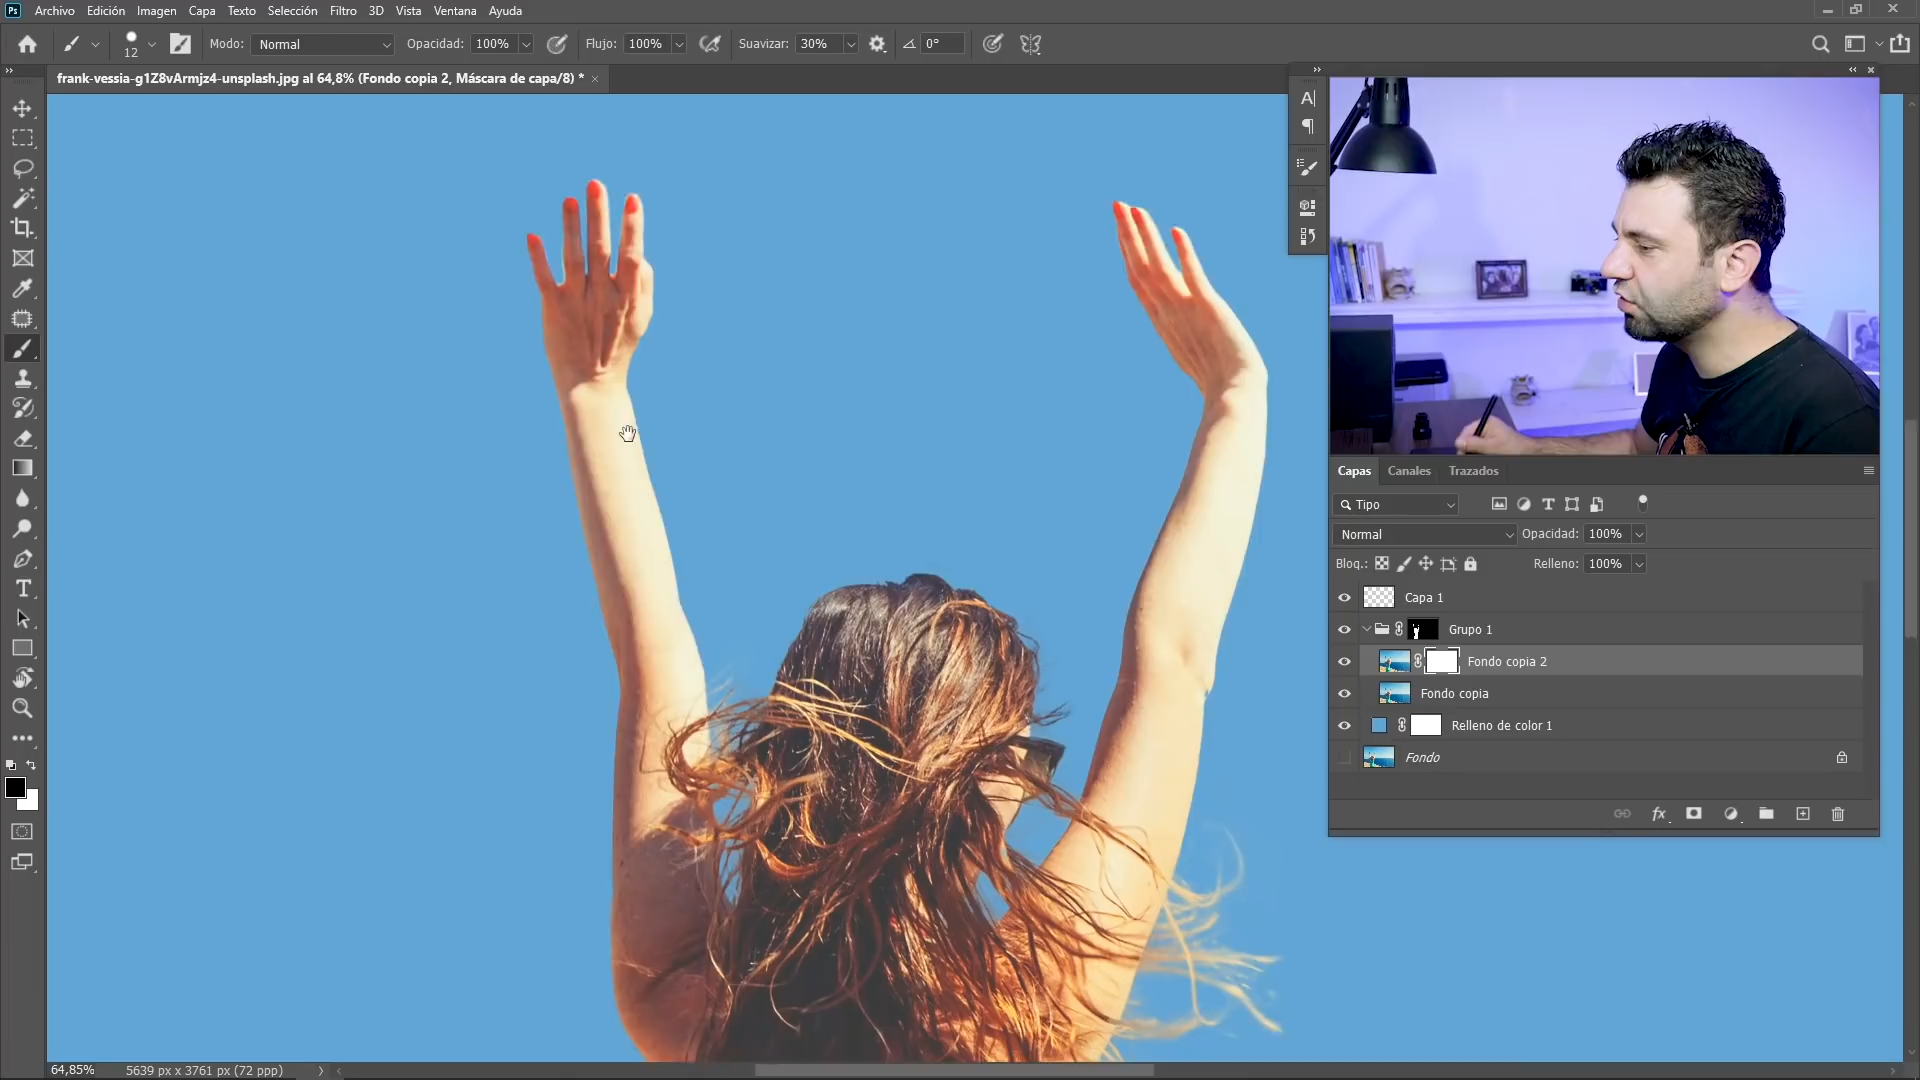 Ps Archivo Edición Imagen Capa Texto Selección Filtro 3D Vista Ventana Ayuda
12 Modo: Normal Opacidad: 100% Flujo: 100% Suavizar: 30% 0°
frank-vessia-g1Z8vArmjz4-unsplash.jpg al 64,8% (Fondo copia 2, Máscara de capa/8) *
Capas Canales Trazados
Tipo
Normal Opacidad: 100%
Bloq.: Relleno: 100%
Capa 1
Grupo 1
Fondo copia 2
Fondo copia
Relleno de color 1
Fondo
64,85% 5639 px x 3761 px (72 ppp)